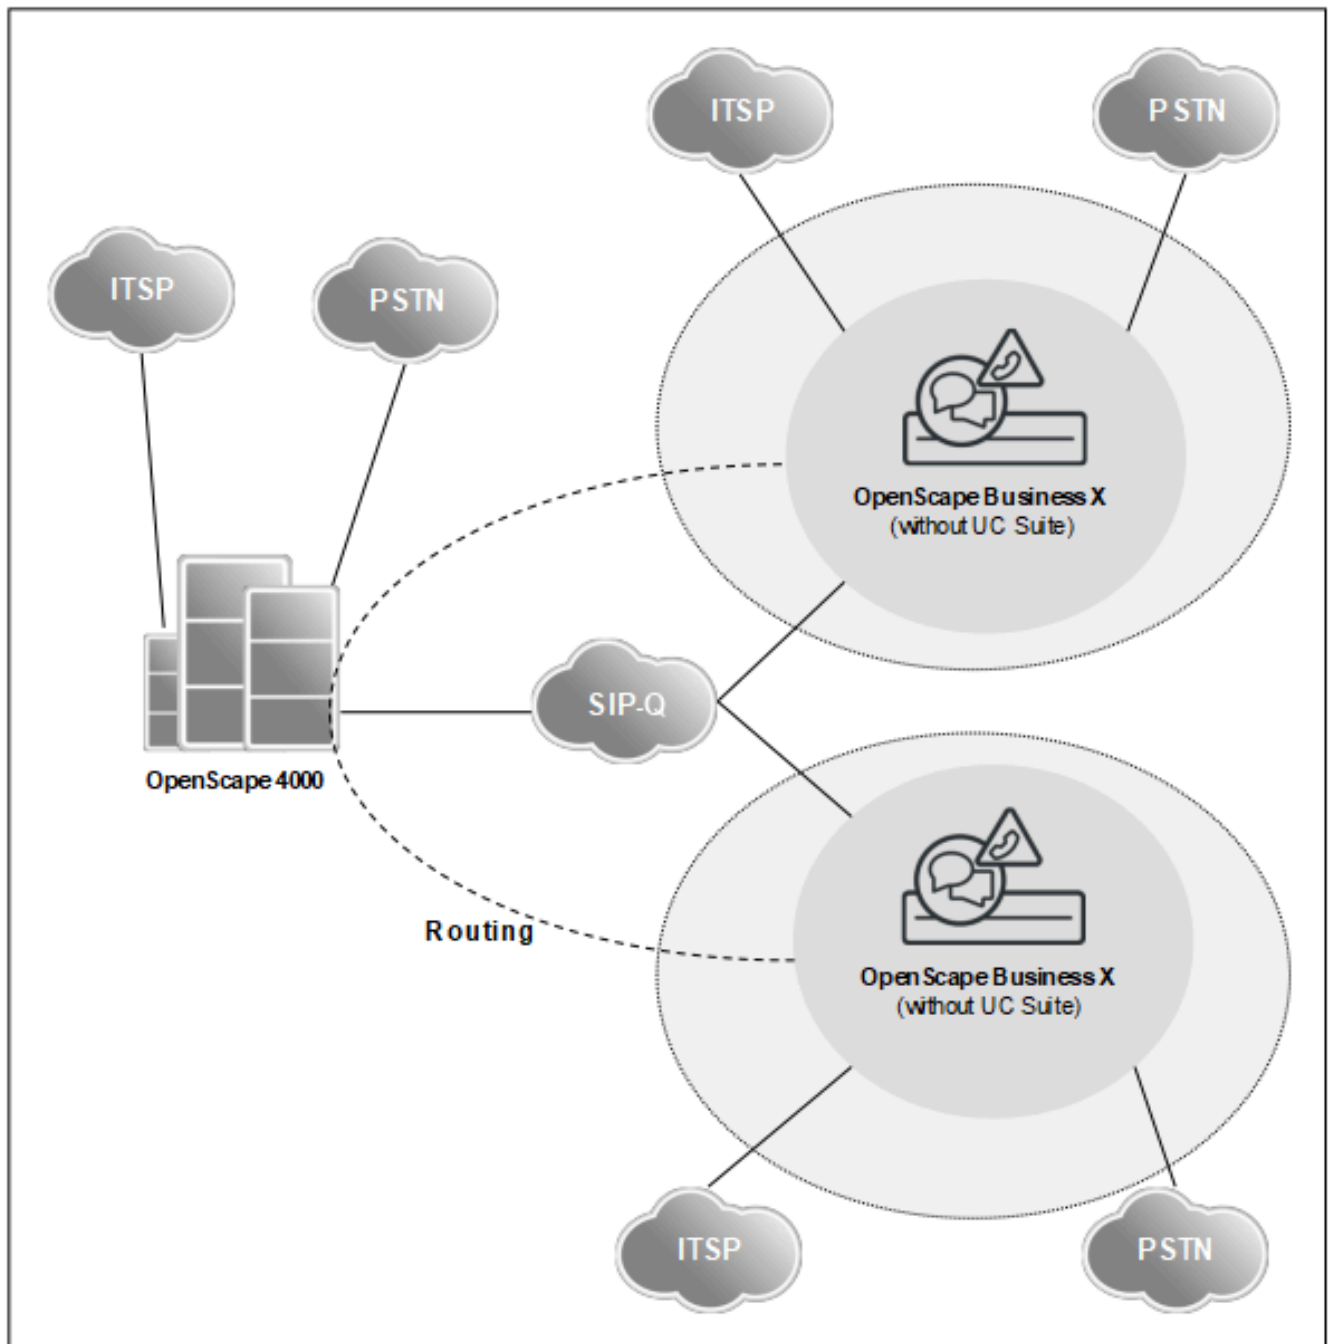 ITSP
PSTN
ITSP
PSTN
OpenScape Business X
(without UC Suite)
SIP-Q
OpenScape 4000
Routing
OpenScape Business X
(without UC Suite)
ITSP
PSTN